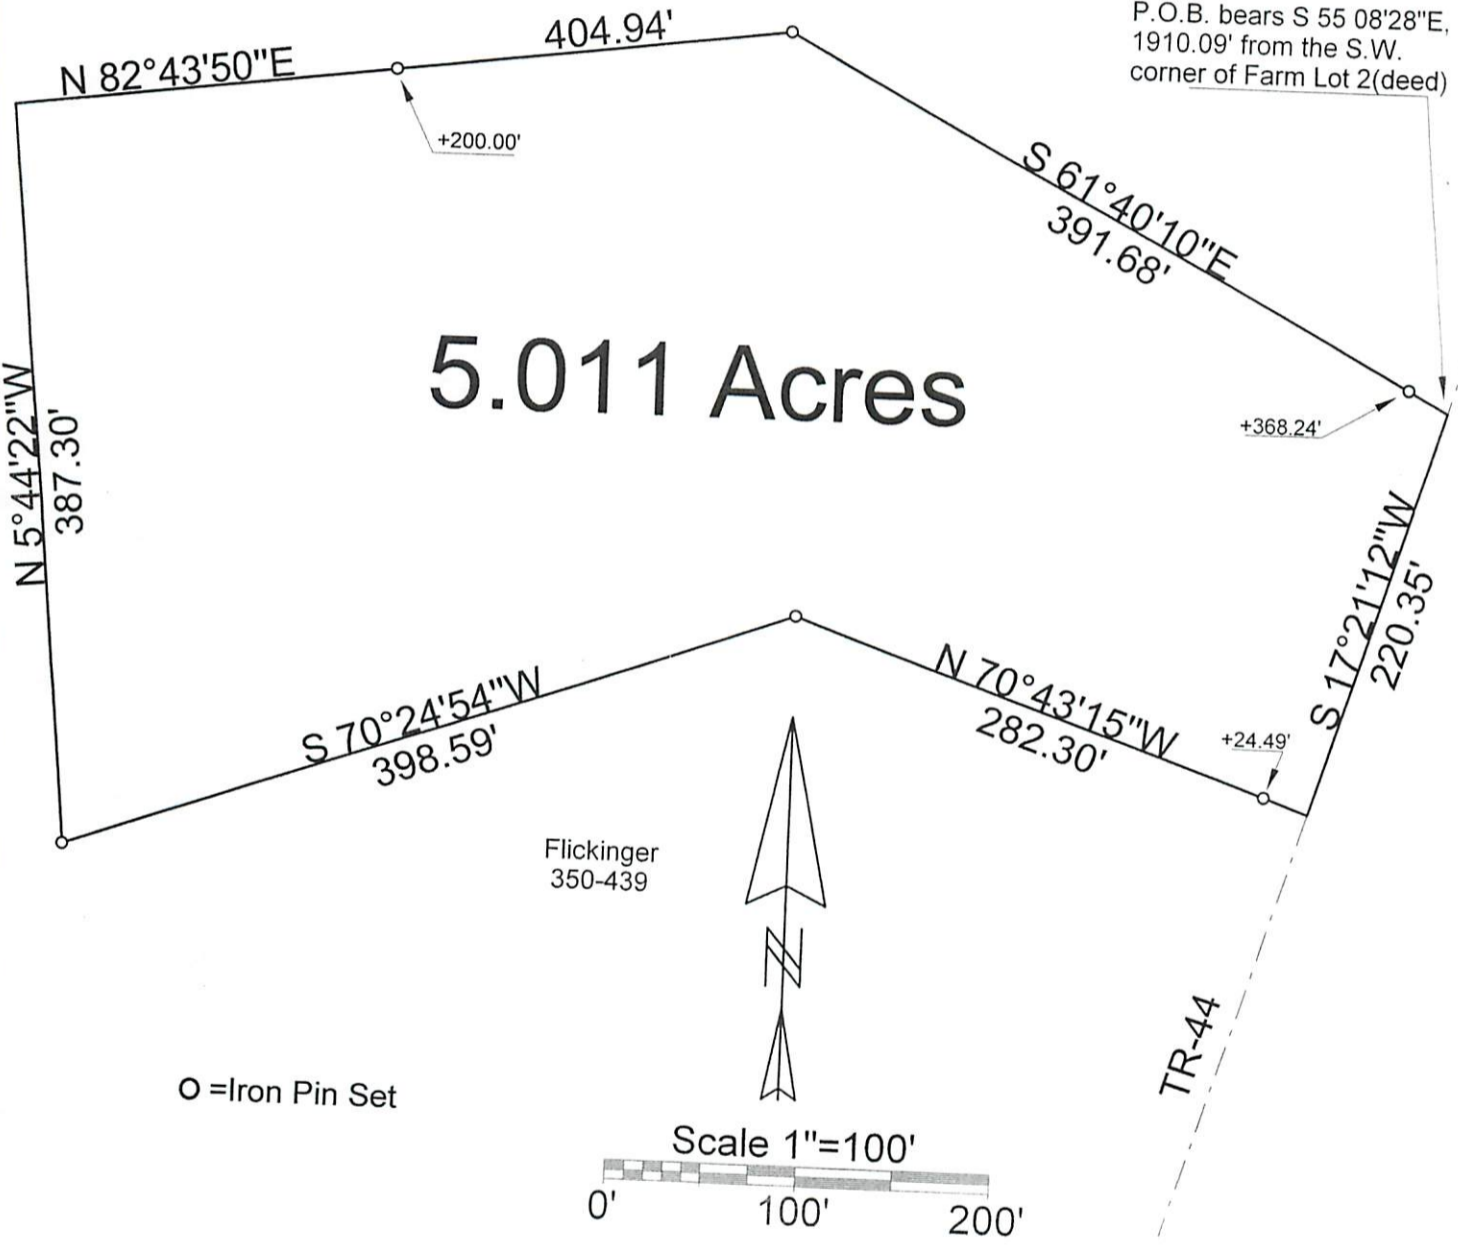 P.O.B. bears S 55 08'28"E,
1910.09' from the S.W.
corner of Farm Lot 2(deed)
N 82°43'50"E
404.94'
+200.00'
S 61°40'10"E
391.68'
5.011 Acres
+368.24'
N 5°44'22"W
387.30'
S 17°21'12"W
220.35'
S 70°24'54"W
398.59'
N 70°43'15"W
282.30'
+24.49'
Flickinger
350-439
N
TR-44
O =Iron Pin Set
Scale 1"=100'
0' 100' 200'